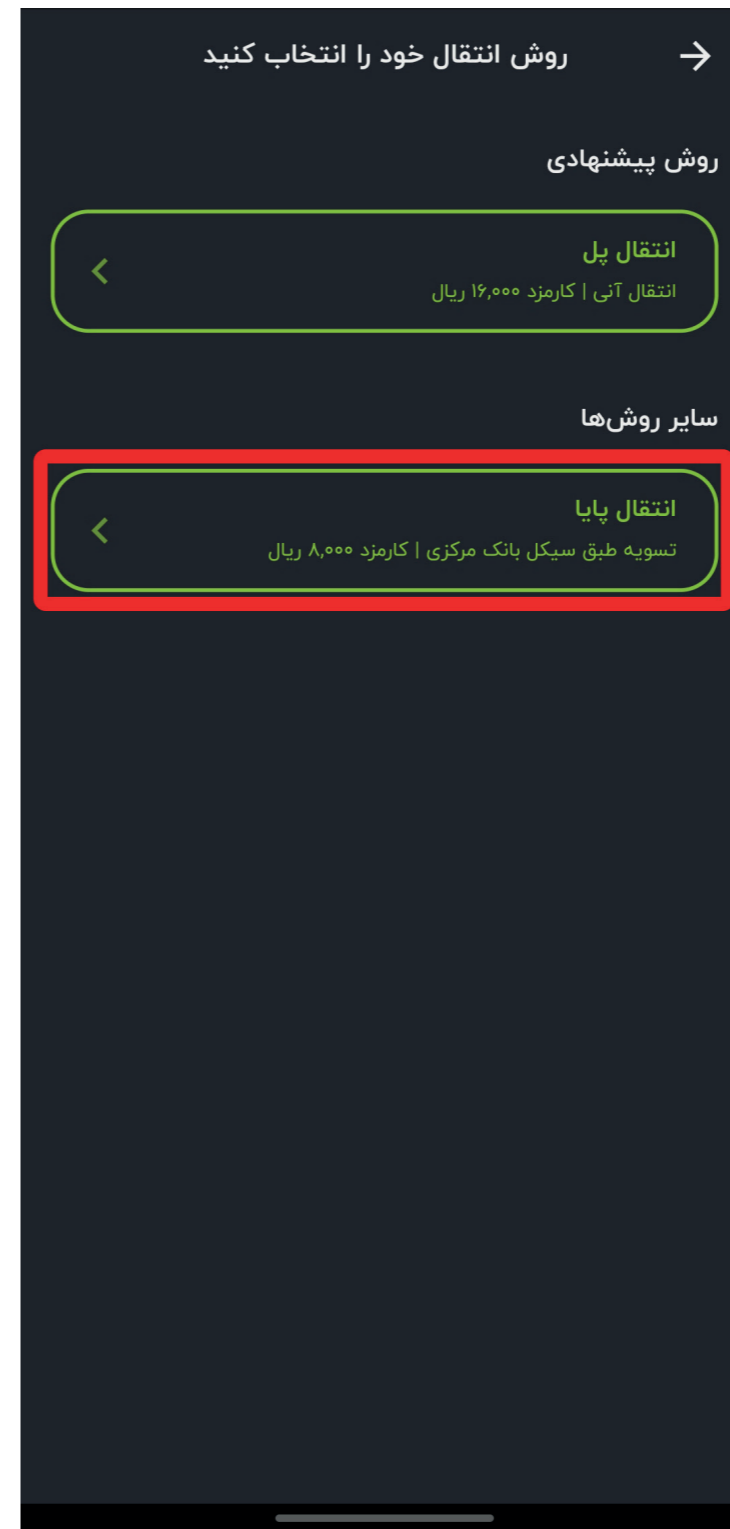 روش انتقال خود را انتخاب کنید
روش پیشنهادی
انتقال پل
انتقال آنی | کارمزد ۱۶,۰۰۰ ریال
سایر روش‌ها
انتقال پایا
تسویه طبق سیکل بانک مرکزی | کارمزد ۸,۰۰۰ ریال